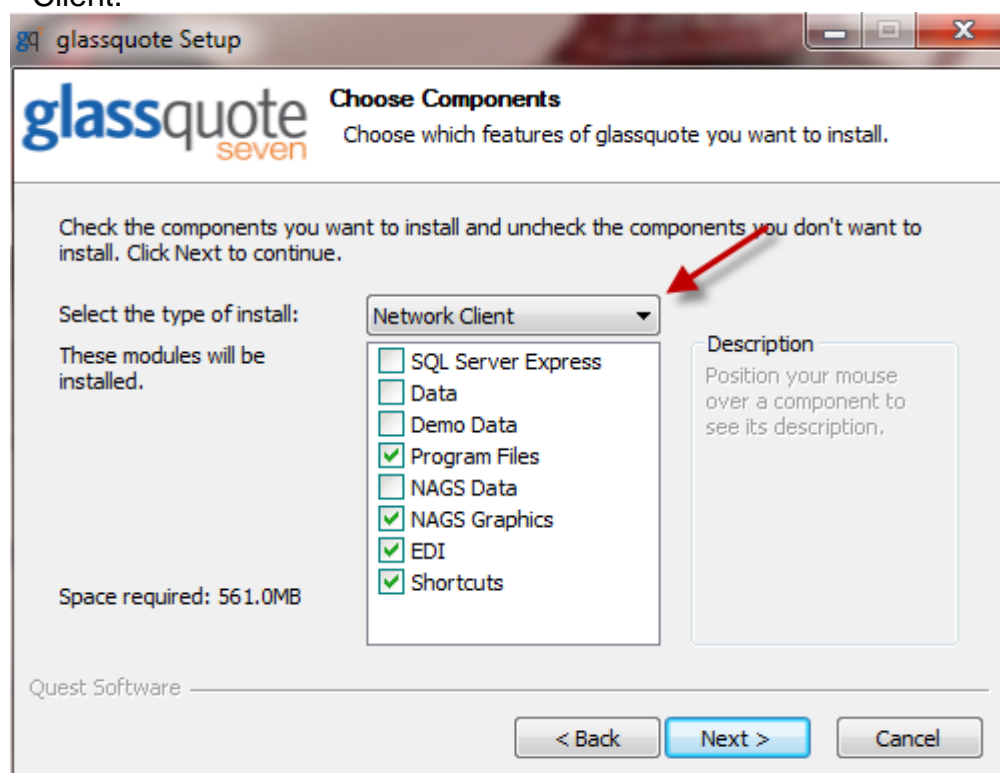 Client.
gq glassquote Setup
glassquote
seven
Choose Components
Choose which features of glassquote you want to install.
Check the components you want to install and uncheck the components you don't want to
install. Click Next to continue.
Select the type of install:
Network Client
These modules will be
installed.
SQL Server Express
Data
Demo Data
Program Files
NAGS Data
NAGS Graphics
EDI
Shortcuts
Description
Position your mouse
over a component to
see its description.
Space required: 561.0MB
Quest Software
< Back
Next >
Cancel